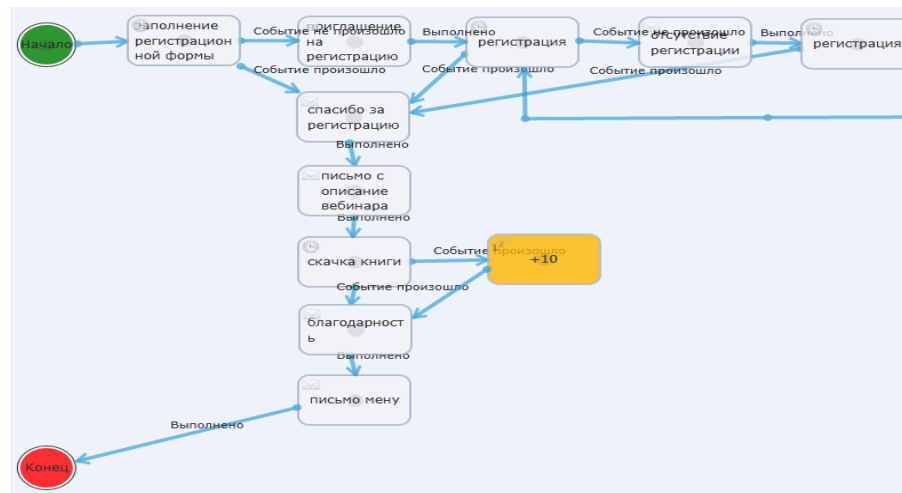 Начало
заполнение
регистрацион
ной формы
Событие не произошло
приглашение
на
регистрацию
Выполнено
регистрация
Событие не произошло
отсутствие
регистрации
Выполнено
регистрация
Событие произошло
Событие произошло
Событие произошло
спасибо за
регистрацию
Выполнено
письмо с
описание
вебинара
Выполнено
скачка книги
Событие произошло
12
+10
Событие произошло
благодарност
ь
Выполнено
письмо мену
Выполнено
Конец